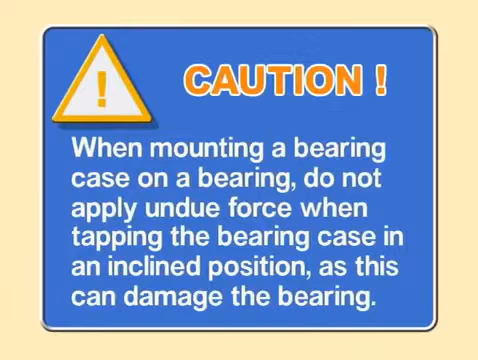 CAUTION !
When mounting a bearing
case on a bearing, do not
apply undue force when
tapping the bearing case in
an inclined position, as this
can damage the bearing.